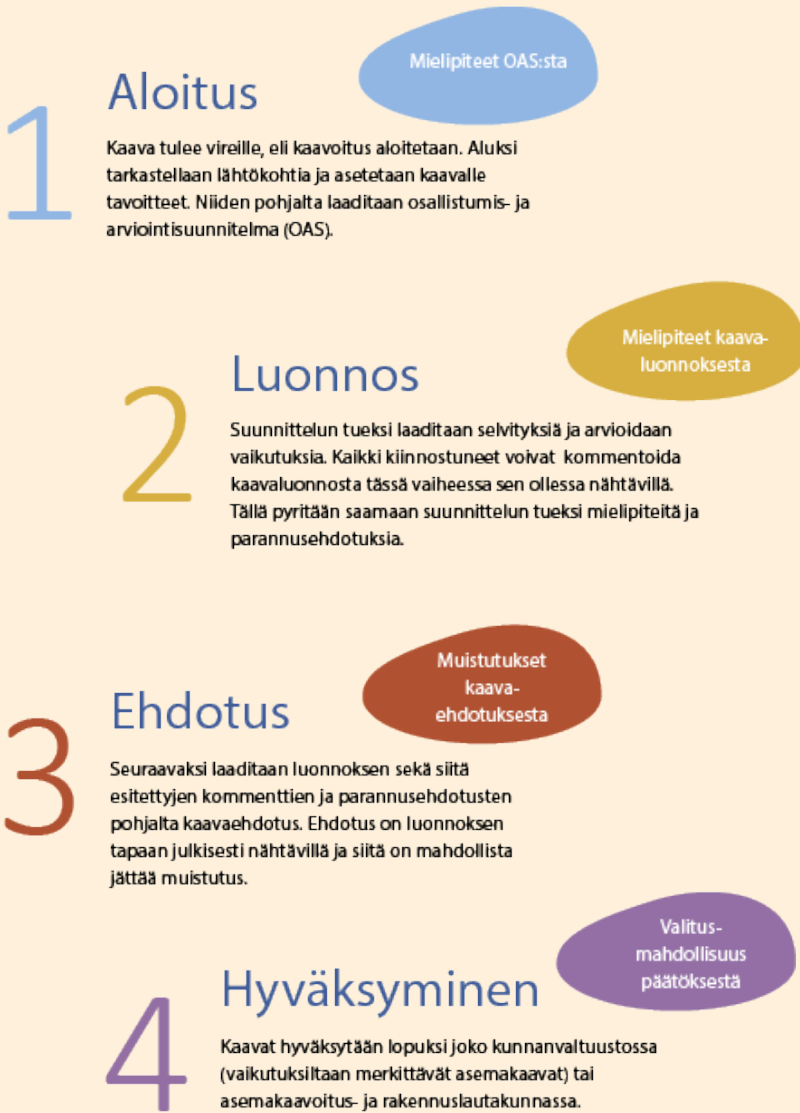 Mielipiteet OAS:sta
1
Aloitus
Kaava tulee vireille, eli kaavoitus aloitetaan. Aluksi
tarkastellaan lähtökohtia ja asetetaan kaavalle
tavoitteet. Niiden pohjalta laaditaan osallistumis- ja
arviointisuunnitelma (OAS).
Mielipiteet kaava-
luonnoksesta
2
Luonnos
Suunnittelun tueksi laaditaan selvityksiä ja arvioidaan
vaikutuksia. Kaikki kiinnostuneet voivat kommentoida
kaavaluonnosta tässä vaiheessa sen ollessa nähtävillä.
Tällä pyritään saamaan suunnittelun tueksi mielipiteitä ja
parannusehdotuksia.
Muistutukset
kaava-
ehdotuksesta
3
Ehdotus
Seuraavaksi laaditaan luonnoksen sekä siitä
esitettyjen kommenttien ja parannusehdotusten
pohjalta kaavaehdotus. Ehdotus on luonnoksen
tapaan julkisesti nähtävillä ja siitä on mahdollista
jättää muistutus.
Valitus-
mahdollisuus
päätöksestä
4
Hyväksyminen
Kaavat hyväksytään lopuksi joko kunnanvaltuustossa
(vaikutuksiltaan merkittävät asemakaavat) tai
asemakaavoitus- ja rakennuslautakunnassa.